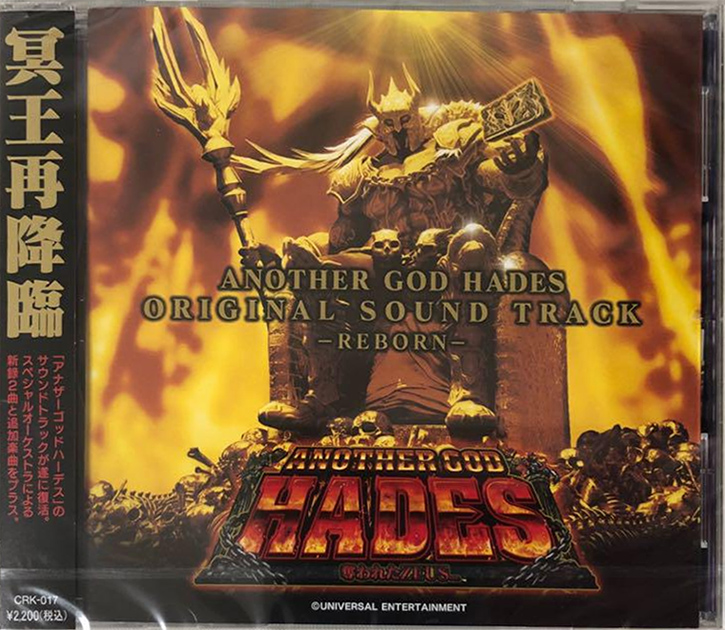 冥王再降臨
「アナザーゴッドハーデス」の
サウンドトラックが遂に復活。
スペシャルオーケストラによる
新録2曲と追加楽曲をプラス。
CRK-017
¥2,200(税込)
ANOTHER GOD HADES
ORIGINAL SOUND TRACK
-REBORN-
ANOTHER GOD
HADES
奪われたZEUS
©UNIVERSAL ENTERTAINMENT